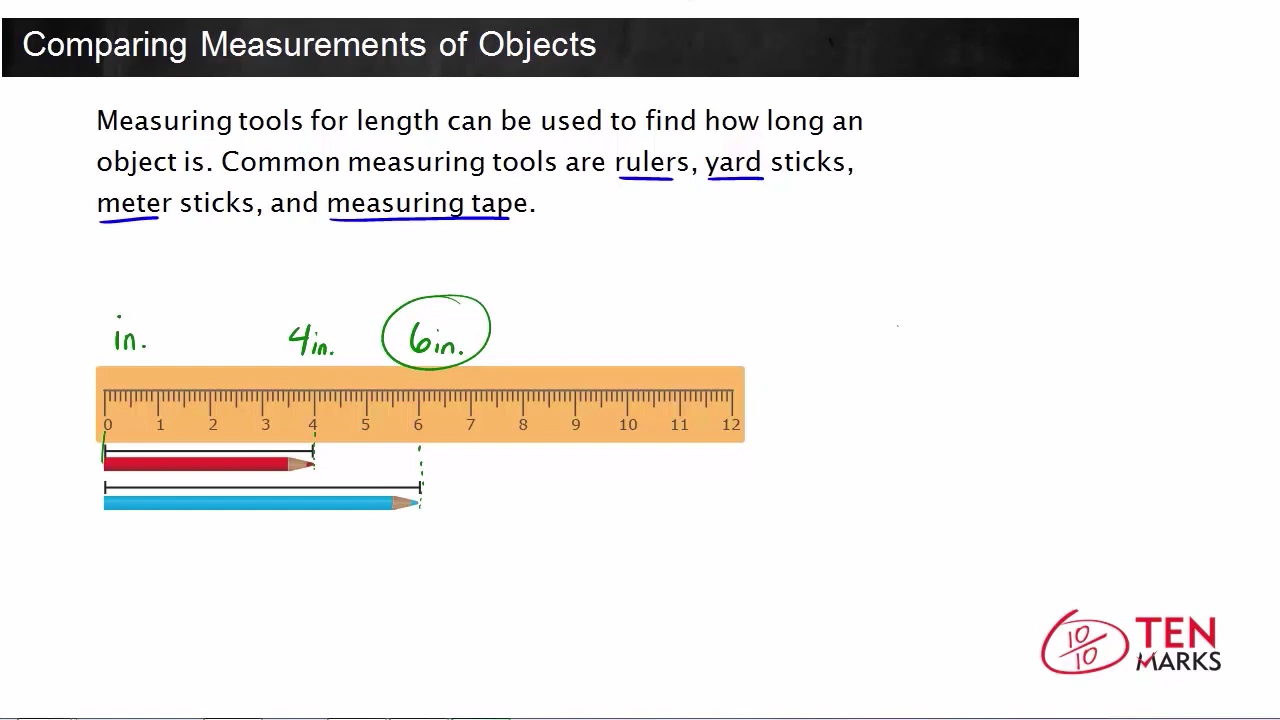 Comparing Measurements of Objects
Measuring tools for length can be used to find how long an
object is. Common measuring tools are rulers, yard sticks,
meter sticks, and measuring tape.
in. 4in. 6in.
0 1 2 3 4 5 6 7 8 9 10 11 12
10/10 TEN
MARKS